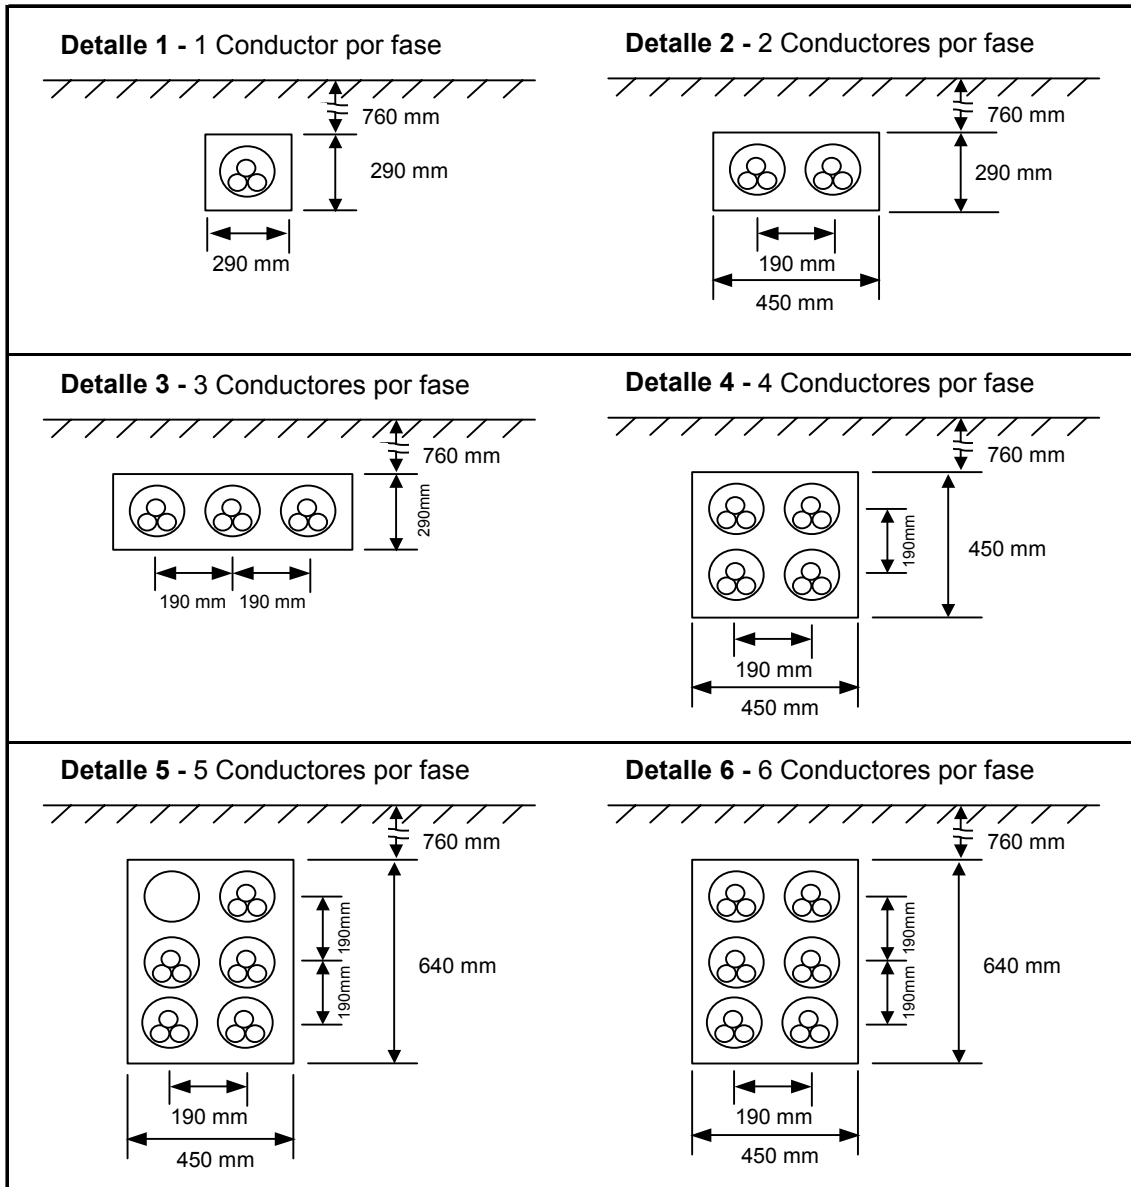 Detalle 1 - 1 Conductor por fase
760 mm
290 mm
290 mm
Detalle 2 - 2 Conductores por fase
760 mm
290 mm
190 mm
450 mm
Detalle 3 - 3 Conductores por fase
760 mm
290mm
190 mm 190 mm
Detalle 4 - 4 Conductores por fase
760 mm
190mm
450 mm
190 mm
450 mm
Detalle 5 - 5 Conductores por fase
760 mm
190mm
640 mm
190mm
190 mm
450 mm
Detalle 6 - 6 Conductores por fase
760 mm
190mm
640 mm
190mm
190 mm
450 mm